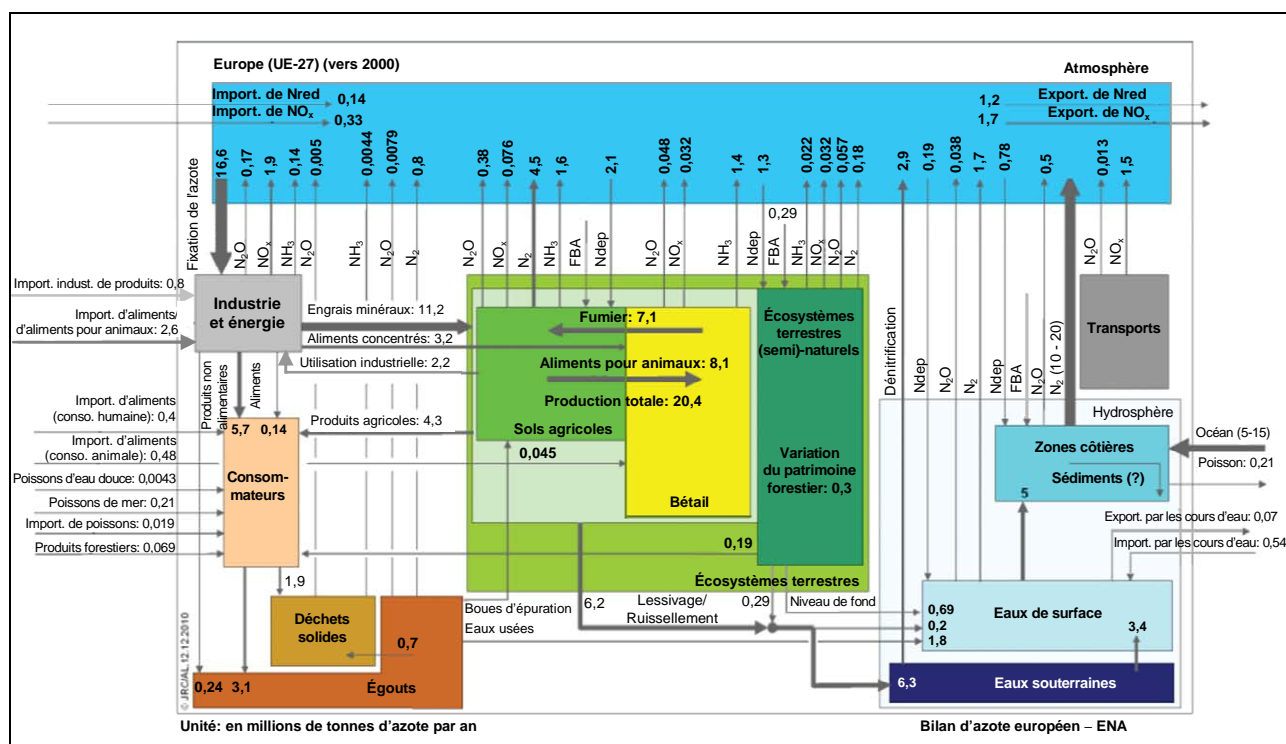 Europe (UE-27) (vers 2000)
Atmosphère
Import. de Nred
0,14
Import. de NOx
0,33
1,2
Export. de Nred
1,7
Export. de NOx
16,6
0,17
1,9
0,14
0,005
0,0044
0,0079
0,8
0,38
0,076
4,5
1,6
2,1
0,048
0,032
1,4
1,3
0,022
0,032
0,057
0,18
2,9
0,19
0,038
1,7
0,78
0,5
0,013
1,5
0,29
Fixation de l'azote
N2O
NOx
NH3
N2O
NH3
N2O
N2
N2O
NOx
N2
NH3
FBA
Ndep
N2O
NOx
NH3
Ndep
FBA
NH3
NOx
N2O
N2
Dénitrification
Ndep
N2O
N2
Ndep
FBA
N2O
N2 (10 - 20)
N2O
NOx
Import. indust. de produits: 0,8
Import. d'aliments/
d'aliments pour animaux: 2,6
Industrie
et énergie
Engrais minéraux: 11,2
Aliments concentrés: 3,2
Utilisation industrielle: 2,2
Fumier: 7,1
Aliments pour animaux: 8,1
Production totale: 20,4
Sols agricoles
Écosystèmes
terrestres
(semi)-naturels
Transports
Produits non
alimentaires
Aliments
Import. d'aliments
(conso. humaine): 0,4
Import. d'aliments
(conso. animale): 0,48
Poissons d'eau douce: 0,0043
Poissons de mer: 0,21
Import. de poissons: 0,019
Produits forestiers: 0,069
5,7
0,14
Consom-
mateurs
Produits agricoles: 4,3
0,045
Bétail
Variation
du patrimoine
forestier: 0,3
0,19
Écosystèmes terrestres
Hydrosphère
Zones côtières
Sédiments (?)
5
Océan (5-15)
Poisson: 0,21
Export. par les cours d'eau: 0,07
Import. par les cours d'eau: 0,54
1,9
Déchets
solides
0,7
Boues d'épuration
Eaux usées
6,2
Lessivage/
Ruissellement
0,29
Niveau de fond
0,69
0,2
1,8
Eaux de surface
3,4
0,24
3,1
Égouts
6,3
Eaux souterraines
© JRC/AL 12.12.2010
Unité: en millions de tonnes d'azote par an
Bilan d'azote européen – ENA